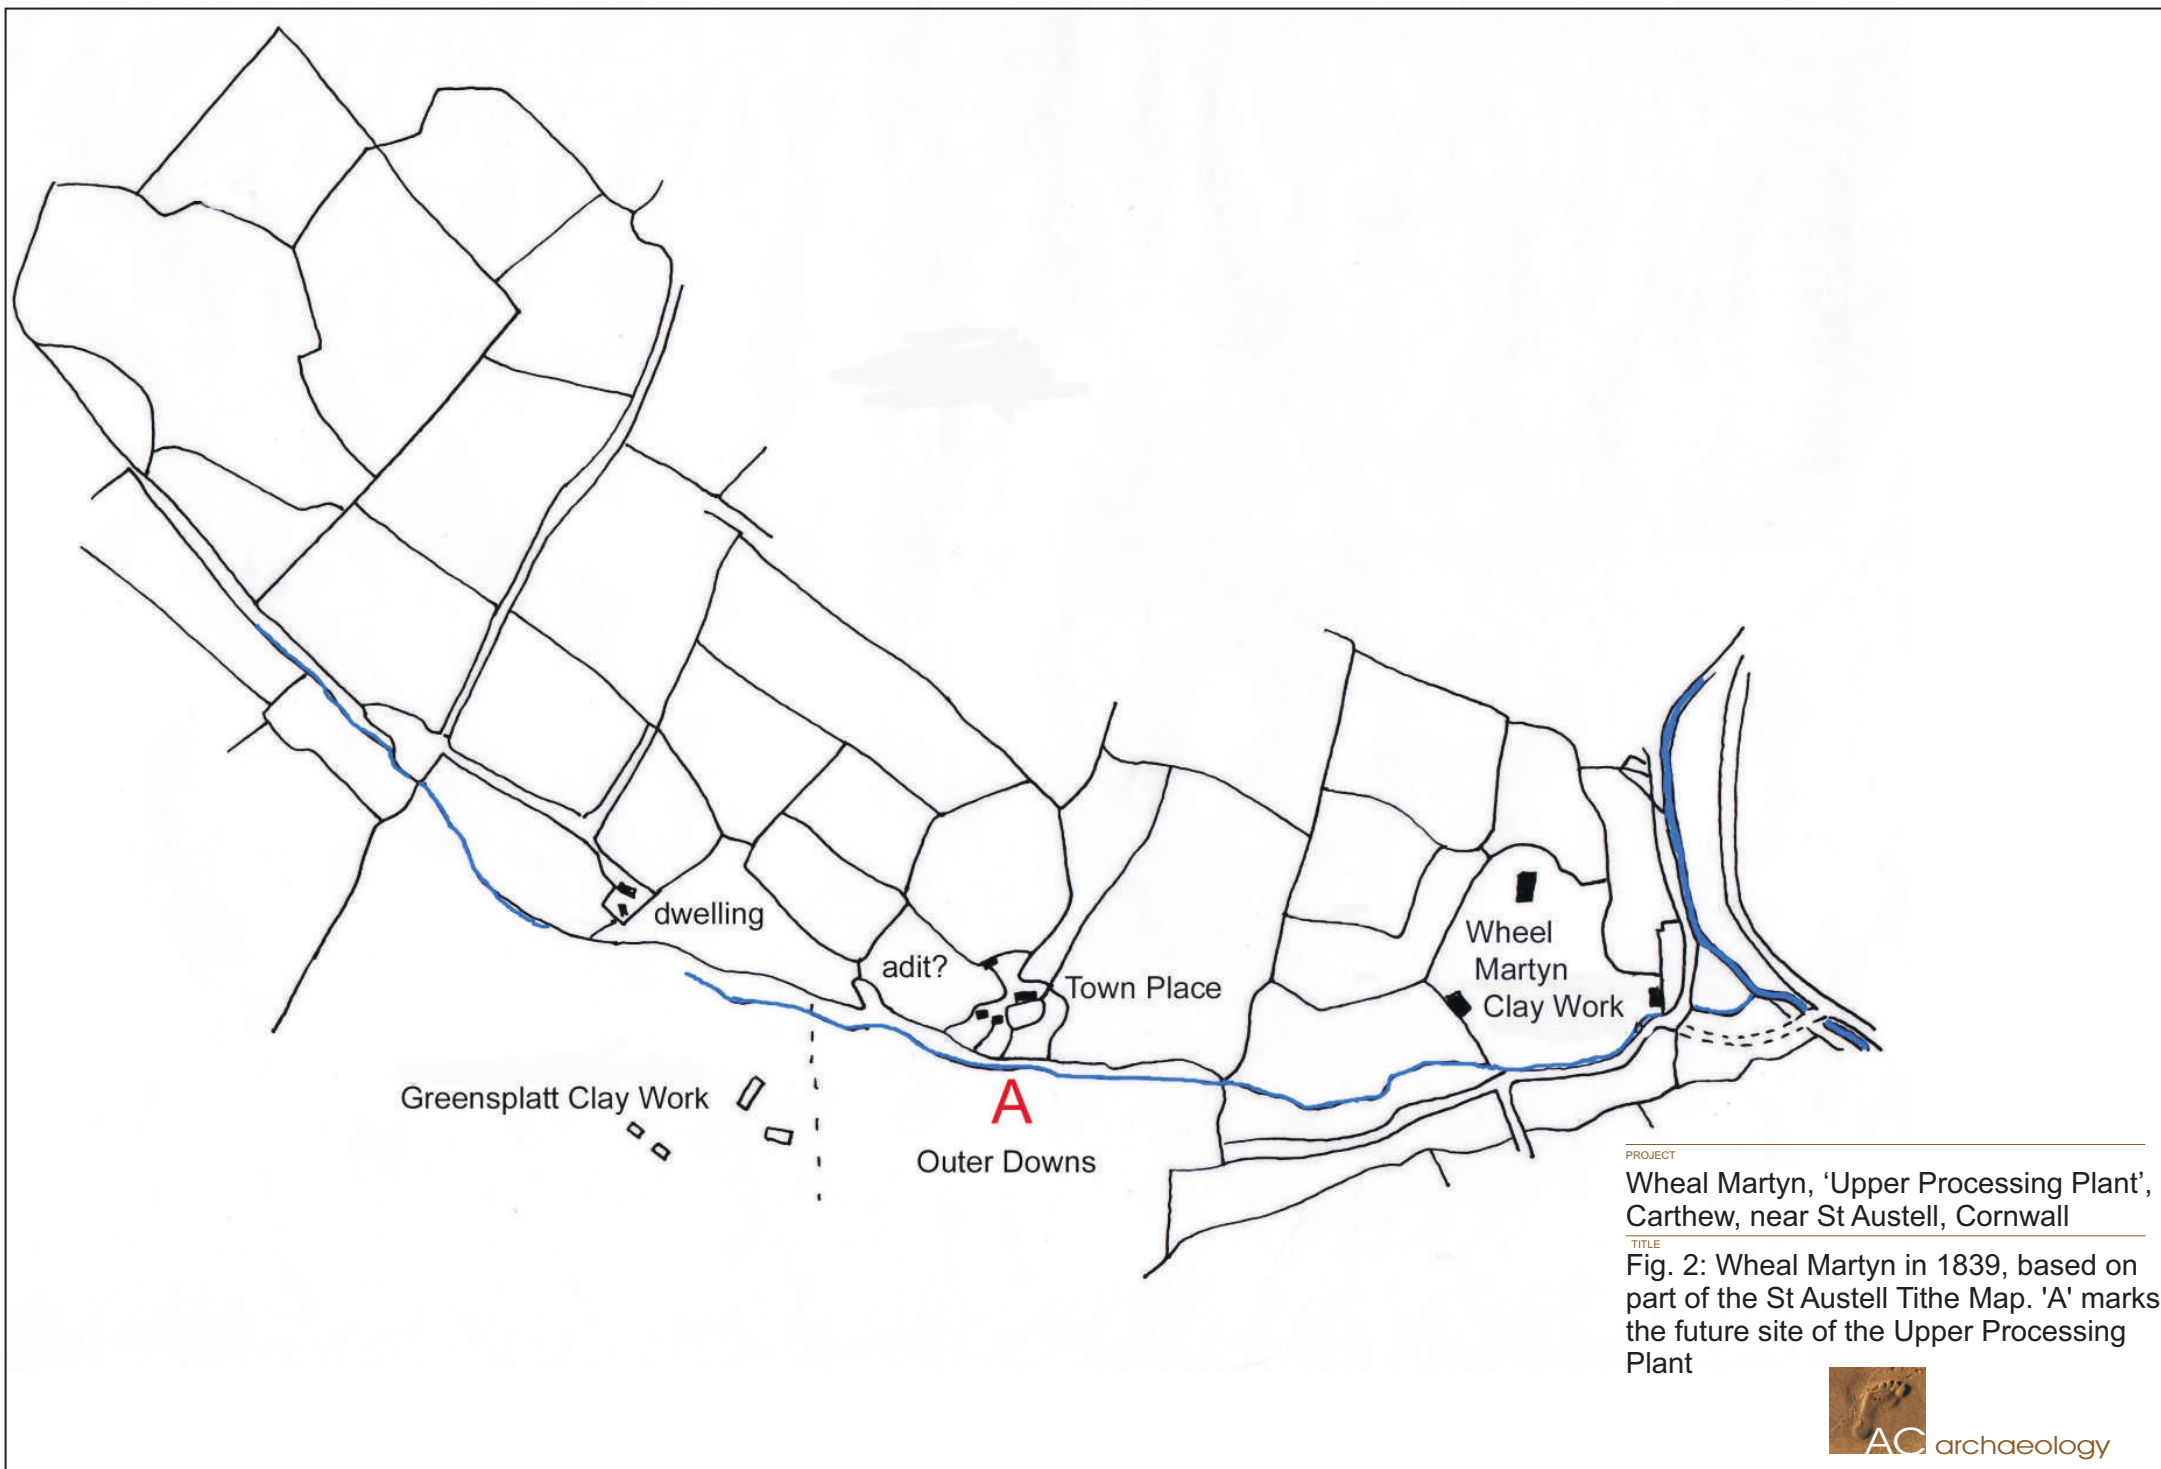 dwelling
adit?
Town Place
Wheel
Martyn
Clay Work
Greensplatt Clay Work
A
Outer Downs
PROJECT
Wheal Martyn, ‘Upper Processing Plant’,
Carthew, near St Austell, Cornwall
TITLE
Fig. 2: Wheal Martyn in 1839, based on
part of the St Austell Tithe Map. 'A' marks
the future site of the Upper Processing
Plant
AC archaeology